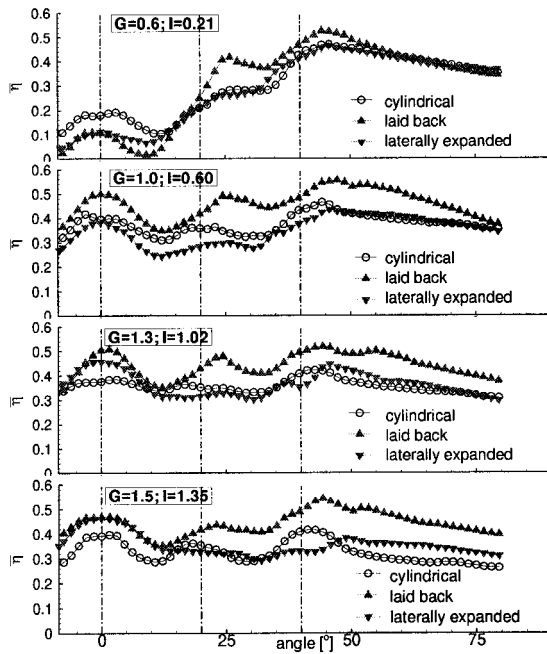 0.6
G=0.6; I=0.21
0.5
0.4
η
0.3
cylindrical
0.2
laid back
0.1
laterally expanded
0
0.6
G=1.0; I=0.60
0.5
0.4
η
0.3
cylindrical
0.2
laid back
0.1
laterally expanded
0
0.6
G=1.3; I=1.02
0.5
0.4
η
0.3
cylindrical
0.2
laid back
0.1
laterally expanded
0
0.6
G=1.5; I=1.35
0.5
0.4
η
0.3
cylindrical
0.2
laid back
0.1
laterally expanded
0
0 25 angle [°] 50 75